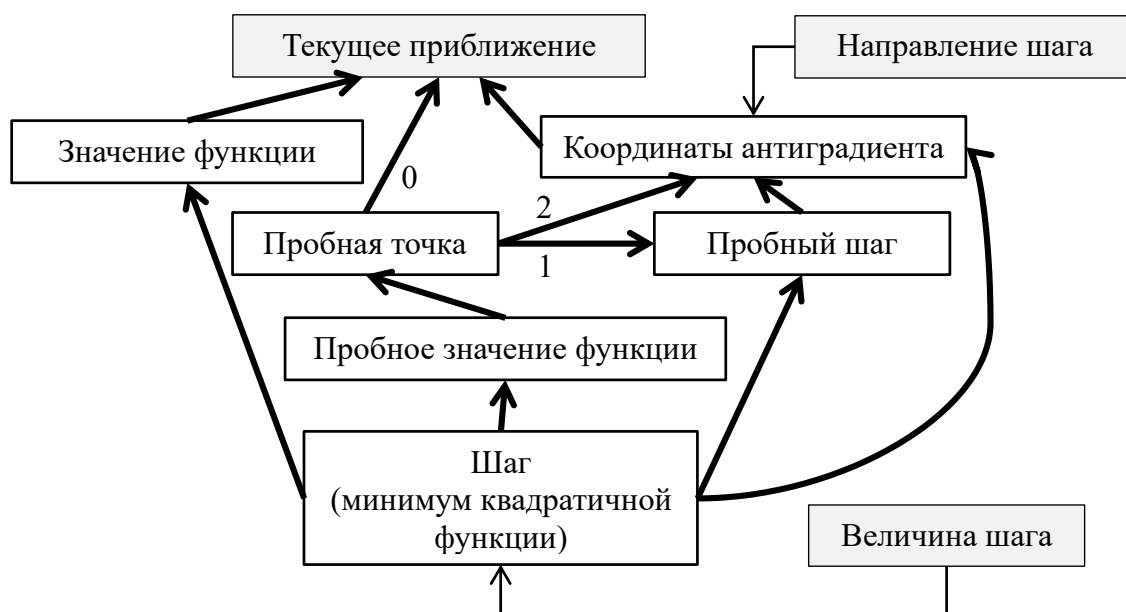 Текущее приближение
Направление шага
Значение функции
Координаты антиградиента
0
2
Пробная точка
Пробный шаг
1
Пробное значение функции
Шаг
(минимум квадратичной
функции)
Величина шага